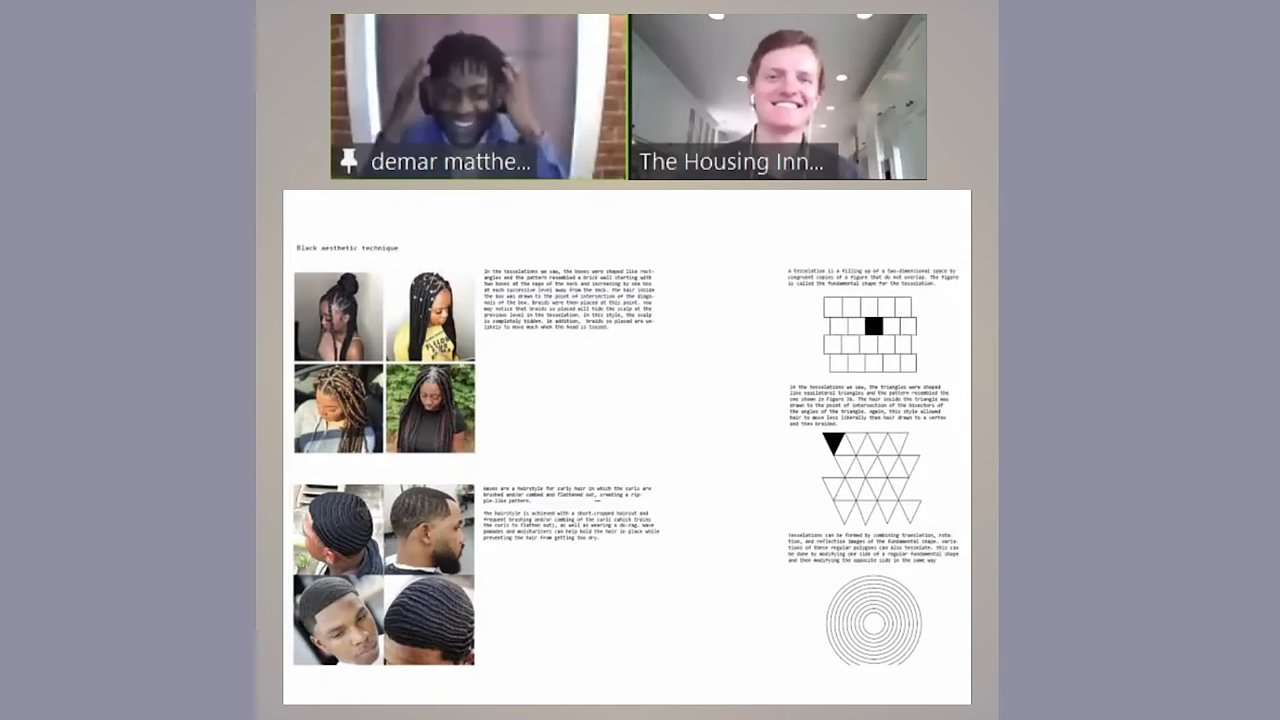 demar matthe...
The Housing Inn...
Black aesthetic technique
In the tesselations we saw, the boxes were shaped like rect-
angles and the pattern resembled a brick wall starting with
two boxes at the nape of the neck and increasing by one box
at each successive level away from the neck. The hair inside
the box was drawn to the point of intersection of the diago-
nals of the box. Braids were then placed at this point. You
may notice that braids so placed will hide the scalp at the
previous level in the tesselation. In this style, the scalp
is completely hidden. In addition, braids so placed are un-
likely to move much when the head is tossed.
Waves are a hairstyle for curly hair in which the curls are
brushed and/or combed and flattened out, creating a rip-
ple-like pattern.
The hairstyle is achieved with a short-cropped haircut and
frequent brushing and/or combing of the curls (which trains
the curls to flatten out), as well as wearing a do-rag. Wave
pomades and moisturizers can help hold the hair in place while
preventing the hair from getting too dry.
A tesselation is a filling up of a two-dimensional space by
congruent copies of a figure that do not overlap. The figure
is called the fundamental shape for the tesselation.
In the tesselations we saw, the triangles were shaped
like equilateral triangles and the pattern resembled the
one shown in Figure 3b. The hair inside the triangle was
drawn to the point of intersection of the bisectors of
the angles of the triangle. Again, this style allowed
hair to move less liberally than hair drawn to a vertex
and then braided.
Tesselations can be formed by combining translation, rota-
tion, and reflection images of the fundamental shape. Varia-
tions of these regular polygons can also tesselate. This can
be done by modifying one side of a regular fundamental shape
and then modifying the opposite side in the same way